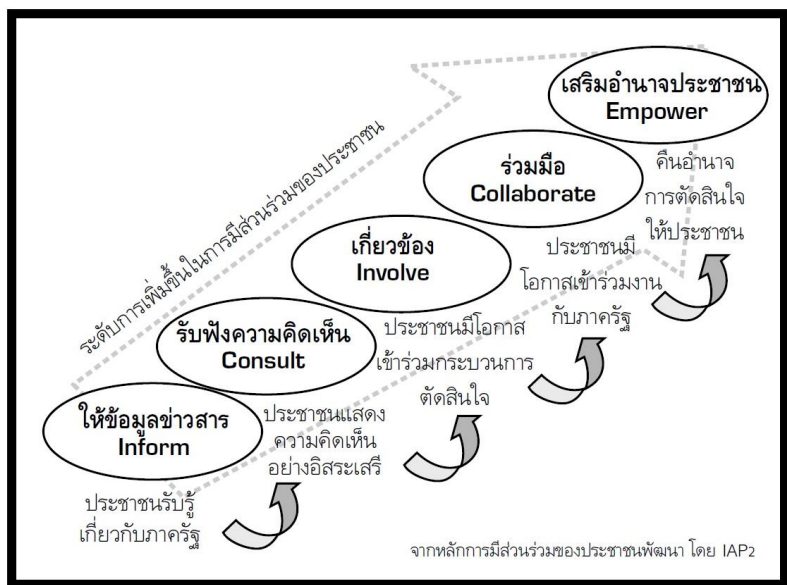 เสริมอำนาจประชาชน
Empower
คืนอำนาจ
การตัดสินใจ
ให้ประชาชน
ร่วมมือ
Collaborate
ประชาชนมี
โอกาสเข้าร่วมงาน
กับภาครัฐ
เกี่ยวข้อง
Involve
ประชาชนมีโอกาส
เข้าร่วมกระบวนการ
ตัดสินใจ
รับฟังความคิดเห็น
Consult
ประชาชนแสดง
ความคิดเห็น
อย่างอิสระเสรี
ให้ข้อมูลข่าวสาร
Inform
ประชาชนรับรู้
เกี่ยวกับภาครัฐ
ระดับการเพิ่มขึ้นในการมีส่วนร่วมของประชาชน
จากหลักการมีส่วนร่วมของประชาชนพัฒนา โดย IAP2